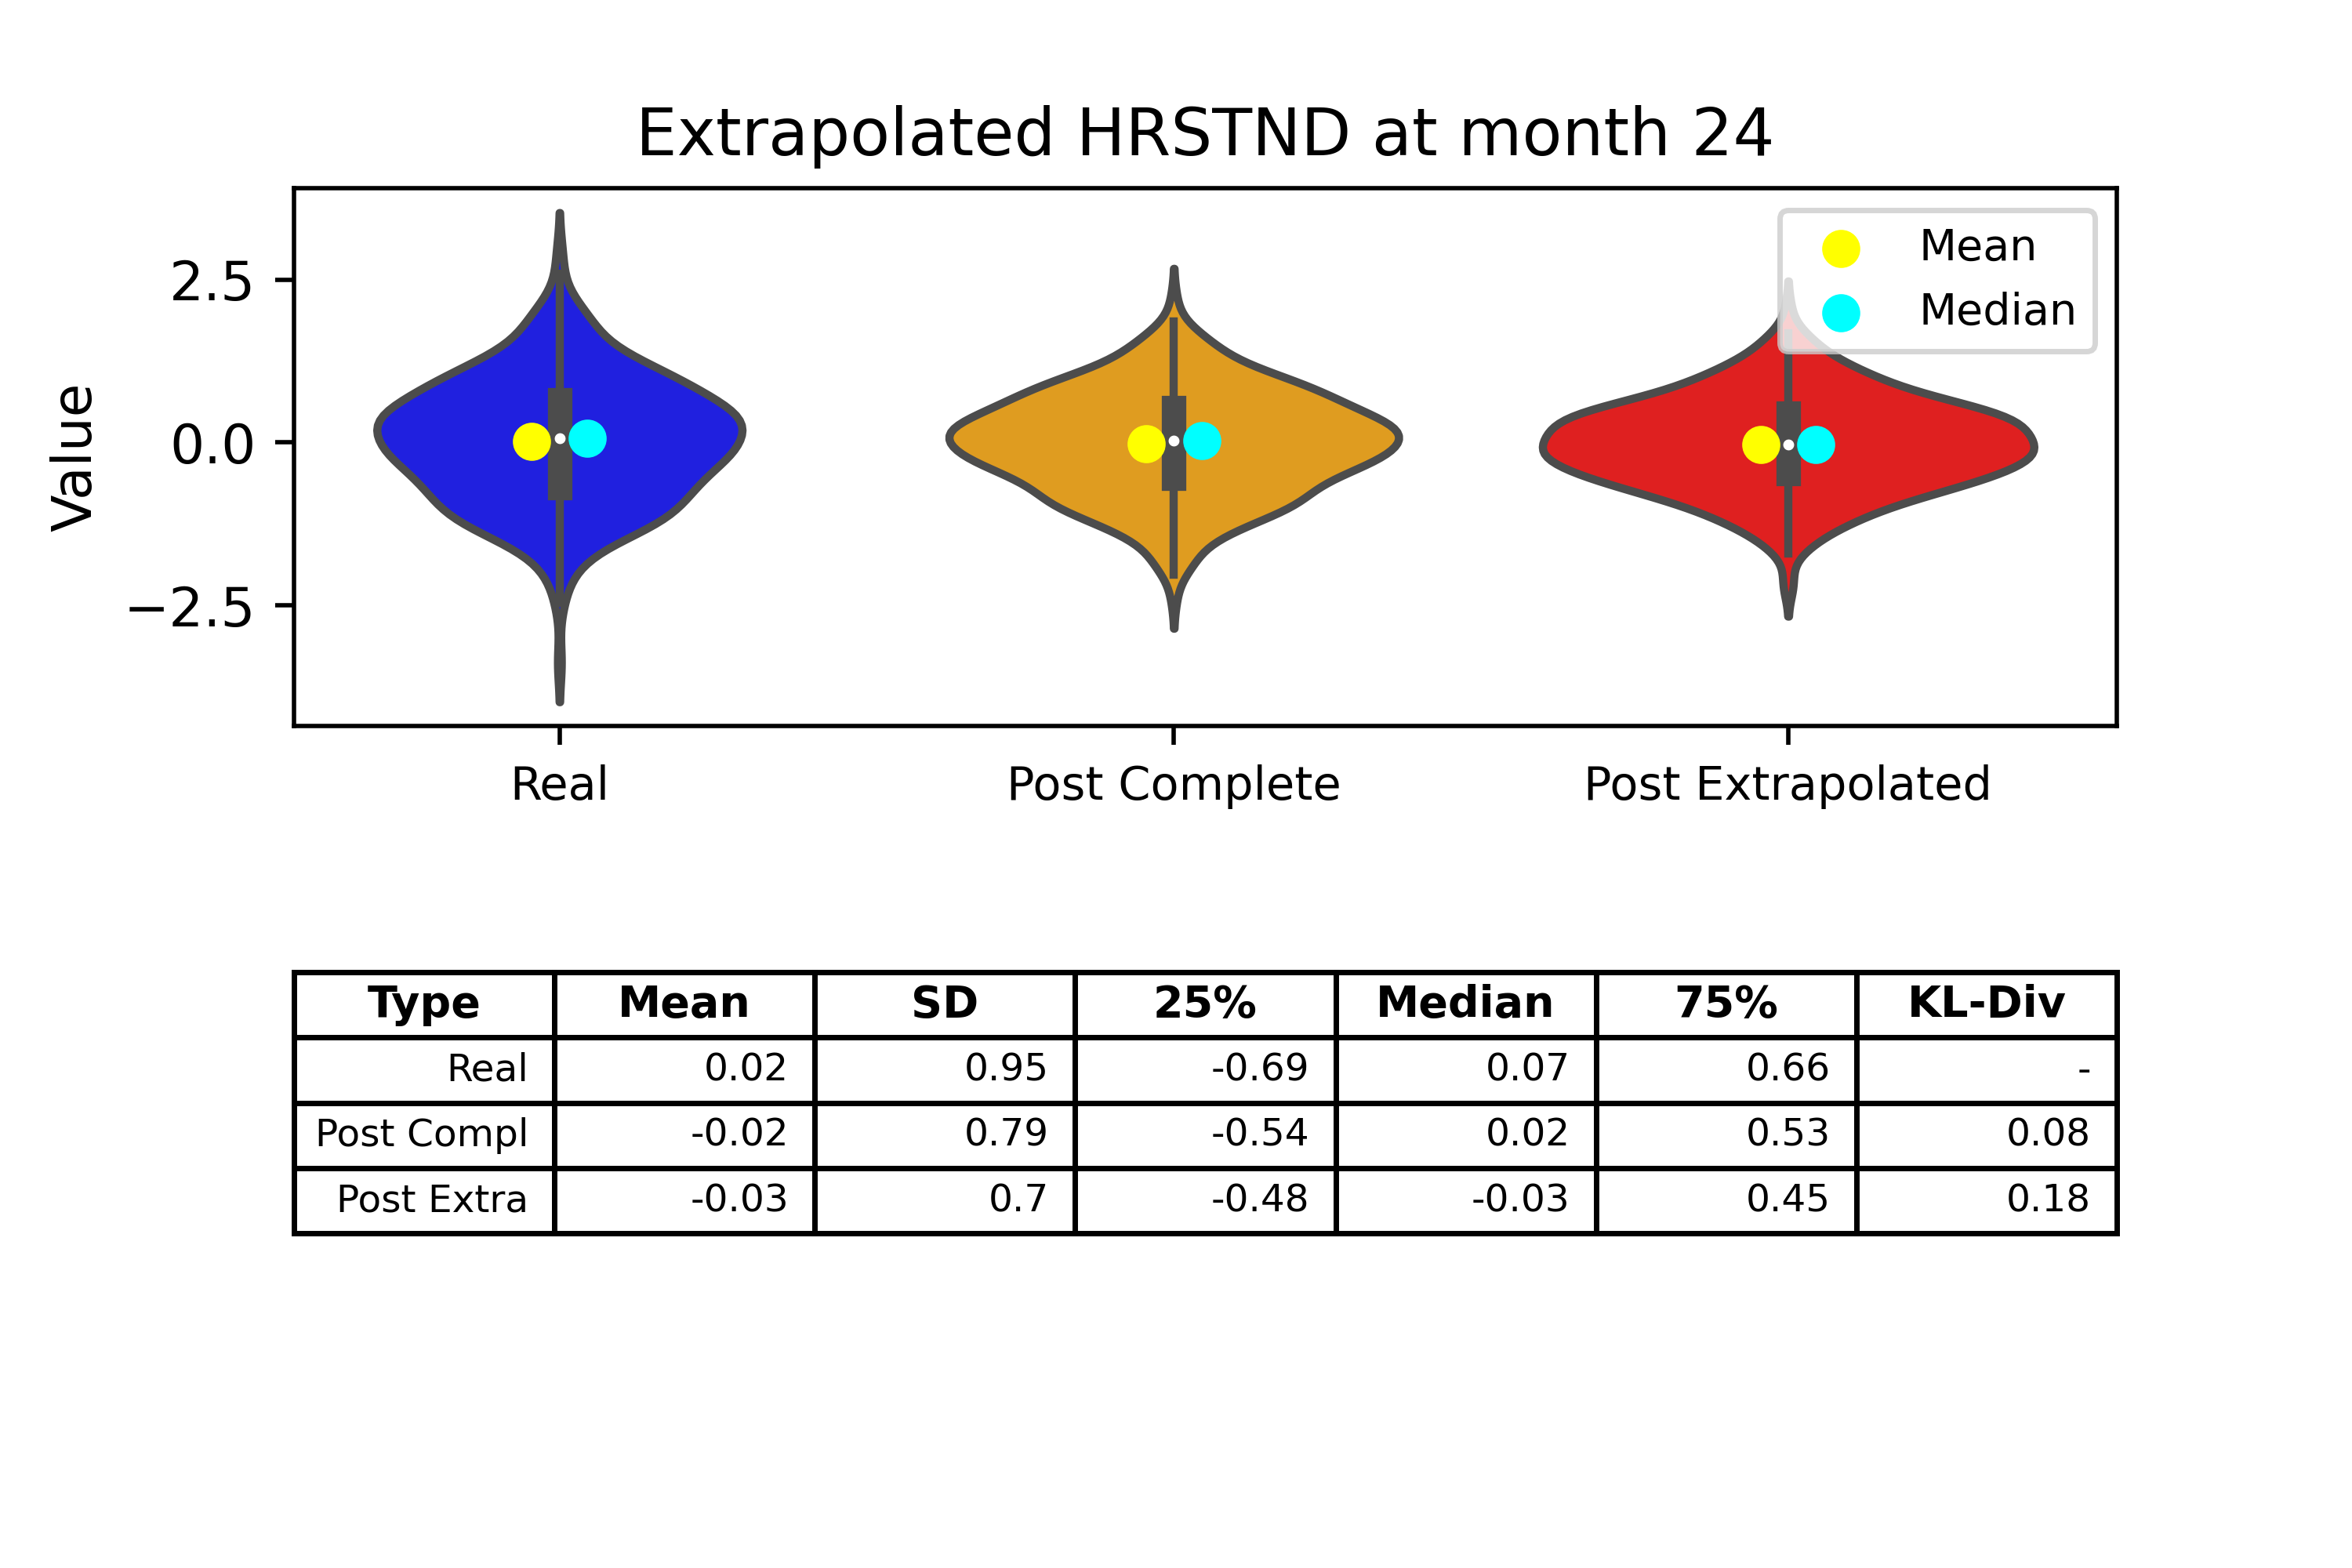 Extrapolated HRSTND at month 24
Mean
Median
2.5
0.0
−2.5
Value
Real Post Complete Post Extrapolated
Type Mean SD 25% Median 75% KL-Div
Real 0.02 0.95 -0.69 0.07 0.66 -
Post Compl -0.02 0.79 -0.54 0.02 0.53 0.08
Post Extra -0.03 0.7 -0.48 -0.03 0.45 0.18